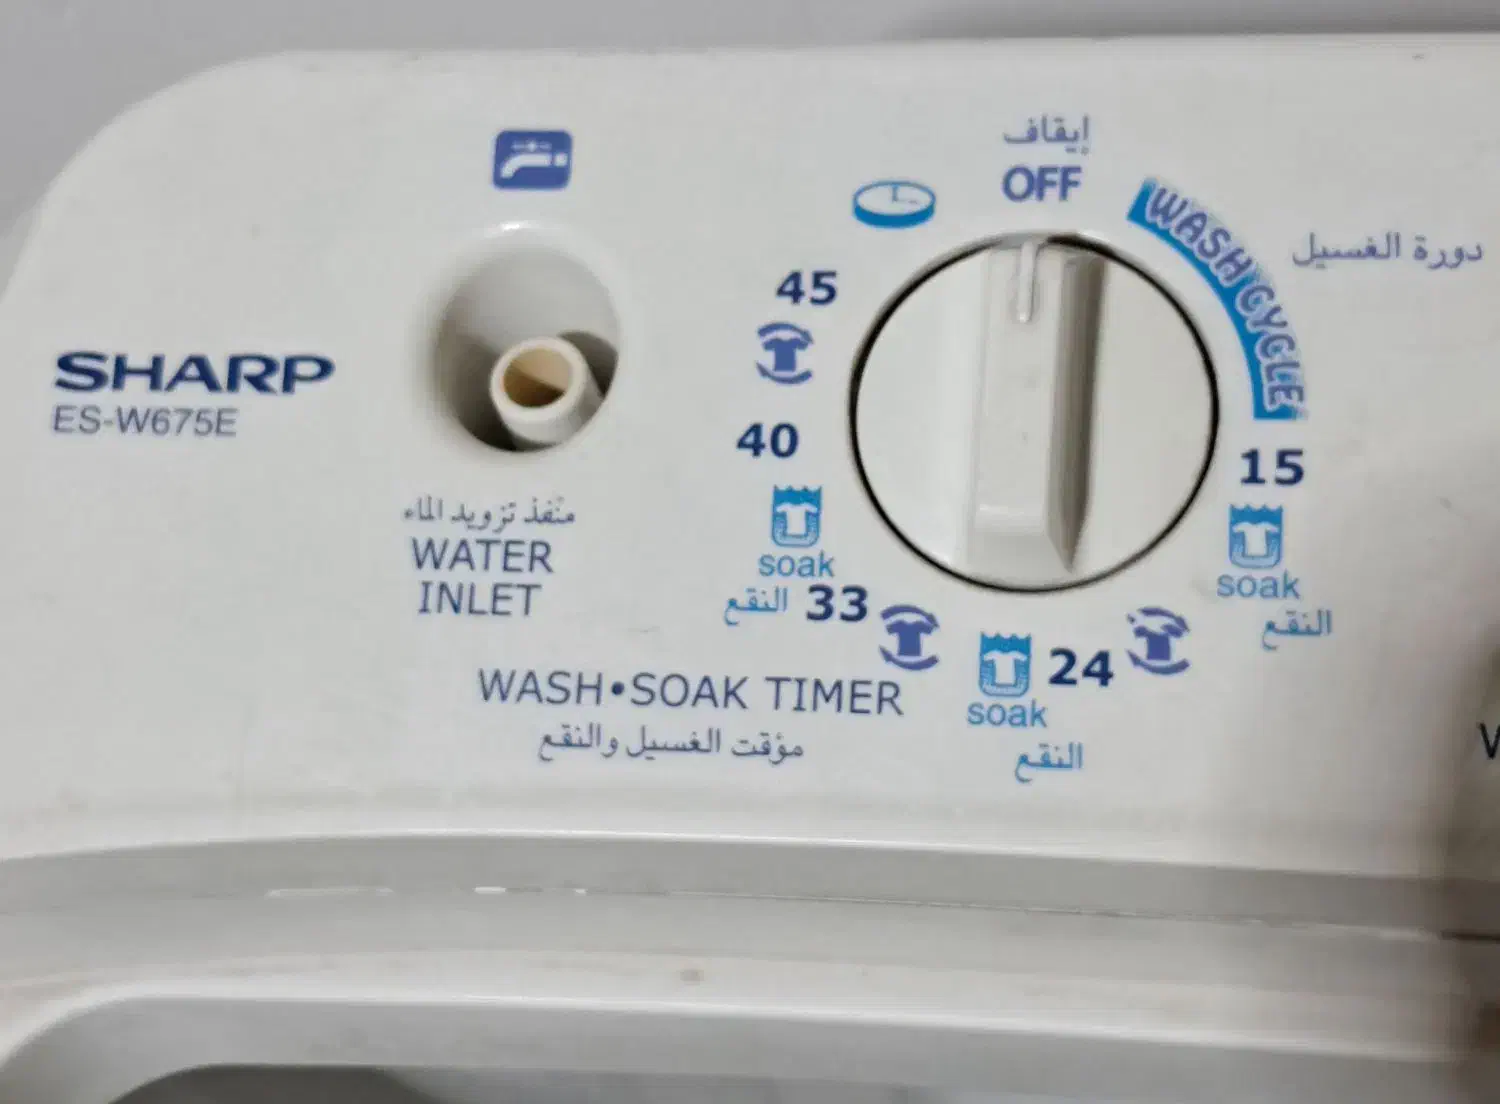 إيقاف
OFF
WASH CYCLE
دورة الغسيل
45
SHARP
ES-W675E
40
15
منفذ تزويد الماء
WATER
INLET
soak
النقع
33
soak
النقع
24
soak
النقع
WASH•SOAK TIMER
مؤقت الغسيل والنقع